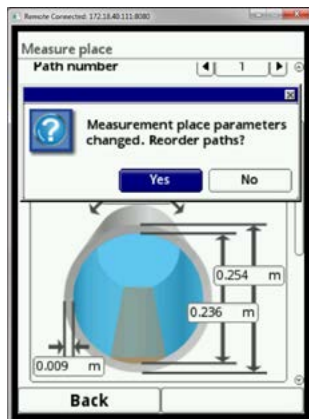 Remote Connected: 172.18.40.111:8080
Measure place
Path number 1
Measurement place parameters
changed. Reorder paths?
Yes No
0.254 m
0.236 m
0.009 m
Back